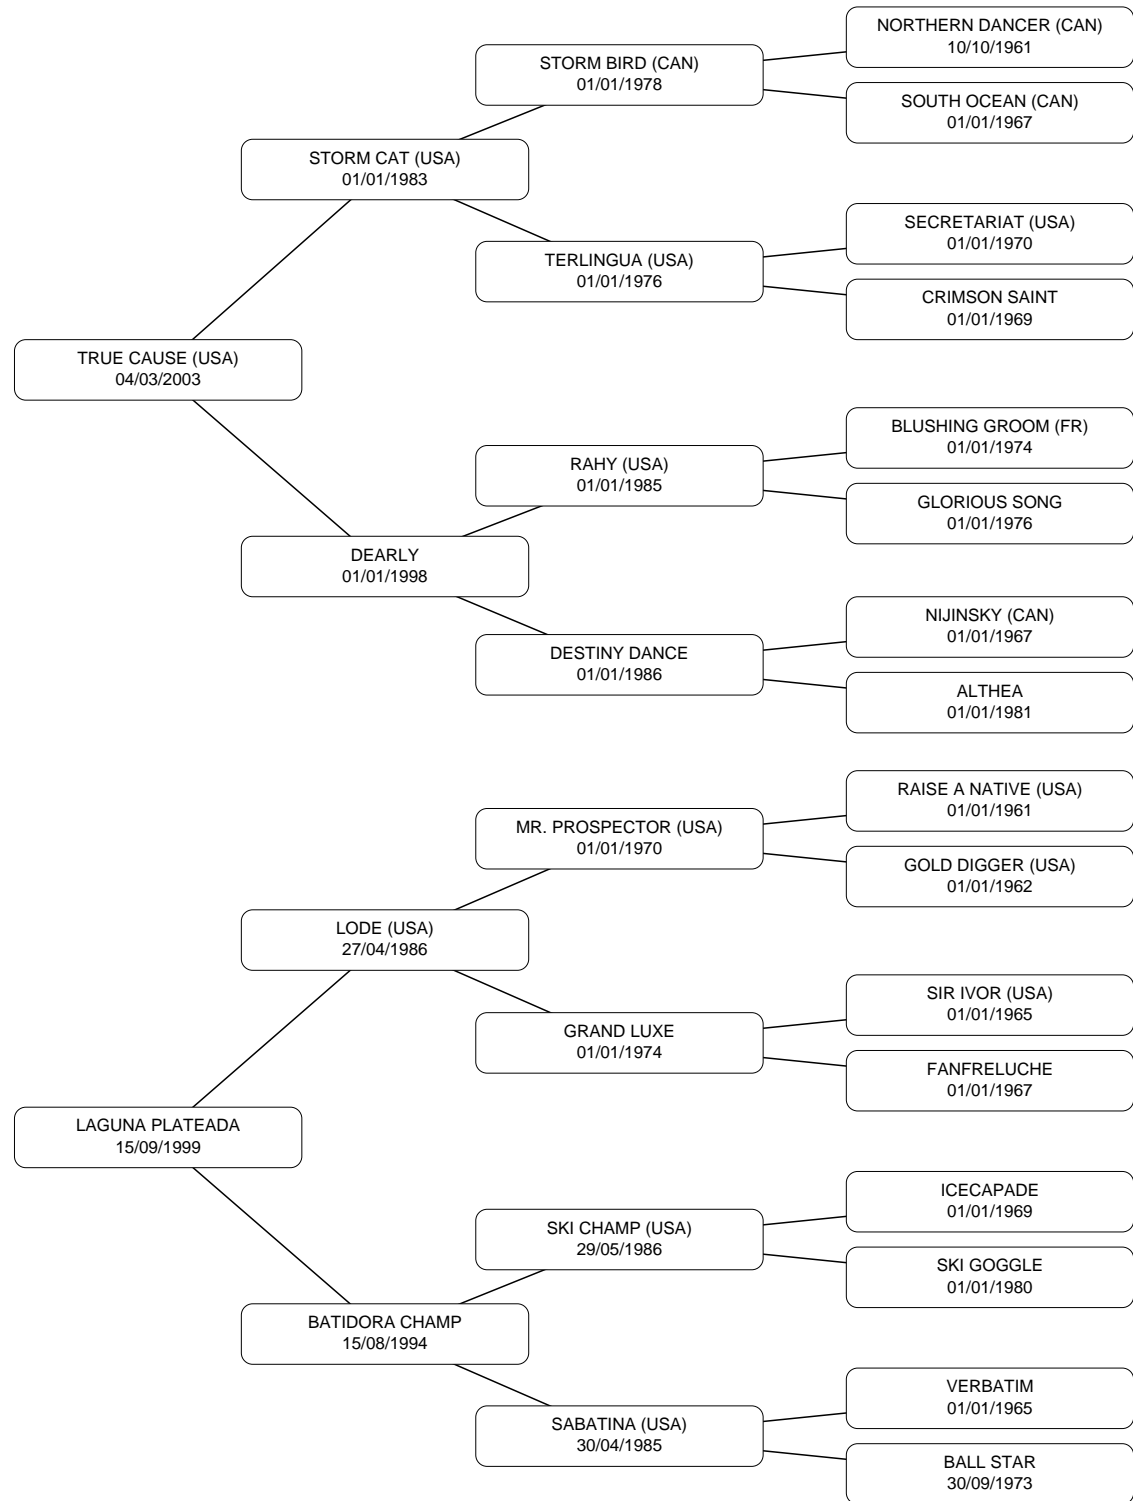 NORTHERN DANCER (CAN)
10/10/1961
STORM BIRD (CAN)
01/01/1978
SOUTH OCEAN (CAN)
01/01/1967
STORM CAT (USA)
01/01/1983
SECRETARIAT (USA)
01/01/1970
TERLINGUA (USA)
01/01/1976
CRIMSON SAINT
01/01/1969
TRUE CAUSE (USA)
04/03/2003
BLUSHING GROOM (FR)
01/01/1974
RAHY (USA)
01/01/1985
GLORIOUS SONG
01/01/1976
DEARLY
01/01/1998
NIJINSKY (CAN)
01/01/1967
DESTINY DANCE
01/01/1986
ALTHEA
01/01/1981
RAISE A NATIVE (USA)
01/01/1961
MR. PROSPECTOR (USA)
01/01/1970
GOLD DIGGER (USA)
01/01/1962
LODE (USA)
27/04/1986
SIR IVOR (USA)
01/01/1965
GRAND LUXE
01/01/1974
FANFRELUCHE
01/01/1967
LAGUNA PLATEADA
15/09/1999
ICECAPADE
01/01/1969
SKI CHAMP (USA)
29/05/1986
SKI GOGGLE
01/01/1980
BATIDORA CHAMP
15/08/1994
VERBATIM
01/01/1965
SABATINA (USA)
30/04/1985
BALL STAR
30/09/1973